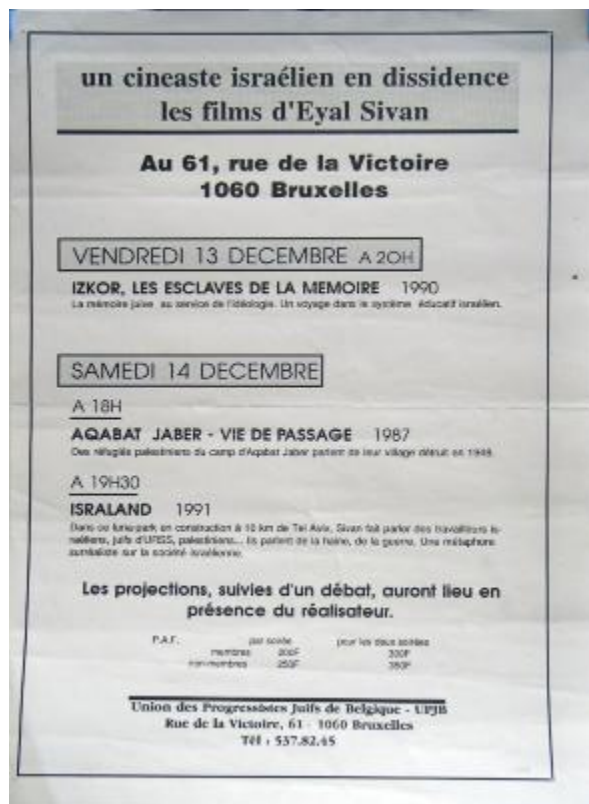 un cineaste israélien en dissidence
les films d'Eyal Sivan
Au 61, rue de la Victoire
1060 Bruxelles
VENDREDI 13 DECEMBRE A 20H
IZKOR, LES ESCLAVES DE LA MEMOIRE 1990
La mémoire juive au service de l'idéologie. Un voyage dans le système éducatif israélien.
SAMEDI 14 DECEMBRE
A 18H
AQABAT JABER - VIE DE PASSAGE 1987
Des réfugiés palestiniens du camp d'Aqabat Jaber parlent de leur village détruit en 1948.
A 19H30
ISRALAND 1991
Dans ce luna-park en construction à 10 km de Tel Aviv, Sivan fait parler des travailleurs is-
raéliens, juifs d'URSS, palestiniens... Ils parlent de la haine, de la guerre. Une métaphore
surréaliste sur la société israélienne.
Les projections, suivies d'un débat, auront lieu en
présence du réalisateur.
P.A.F. par soirée pour les deux soirées
membres 200F 300F
non-membres 250F 350F
Union des Progressistes Juifs de Belgique - UPJB
Rue de la Victoire, 61 - 1060 Bruxelles
Tél : 537.82.45